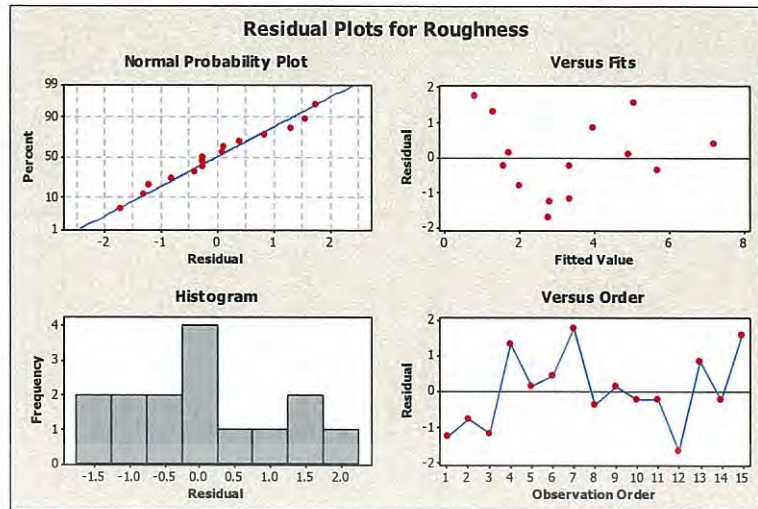 Residual Plots for Roughness
Normal Probability Plot
Percent
99
90
50
10
1
-2 -1 0 1 2
Residual
Versus Fits
Residual
2
1
0
-1
-2
0 2 4 6 8
Fitted Value
Histogram
Frequency
4
3
2
1
0
-1.5 -1.0 -0.5 0.0 0.5 1.0 1.5 2.0
Residual
Versus Order
Residual
2
1
0
-1
-2
1 2 3 4 5 6 7 8 9 10 11 12 13 14 15
Observation Order